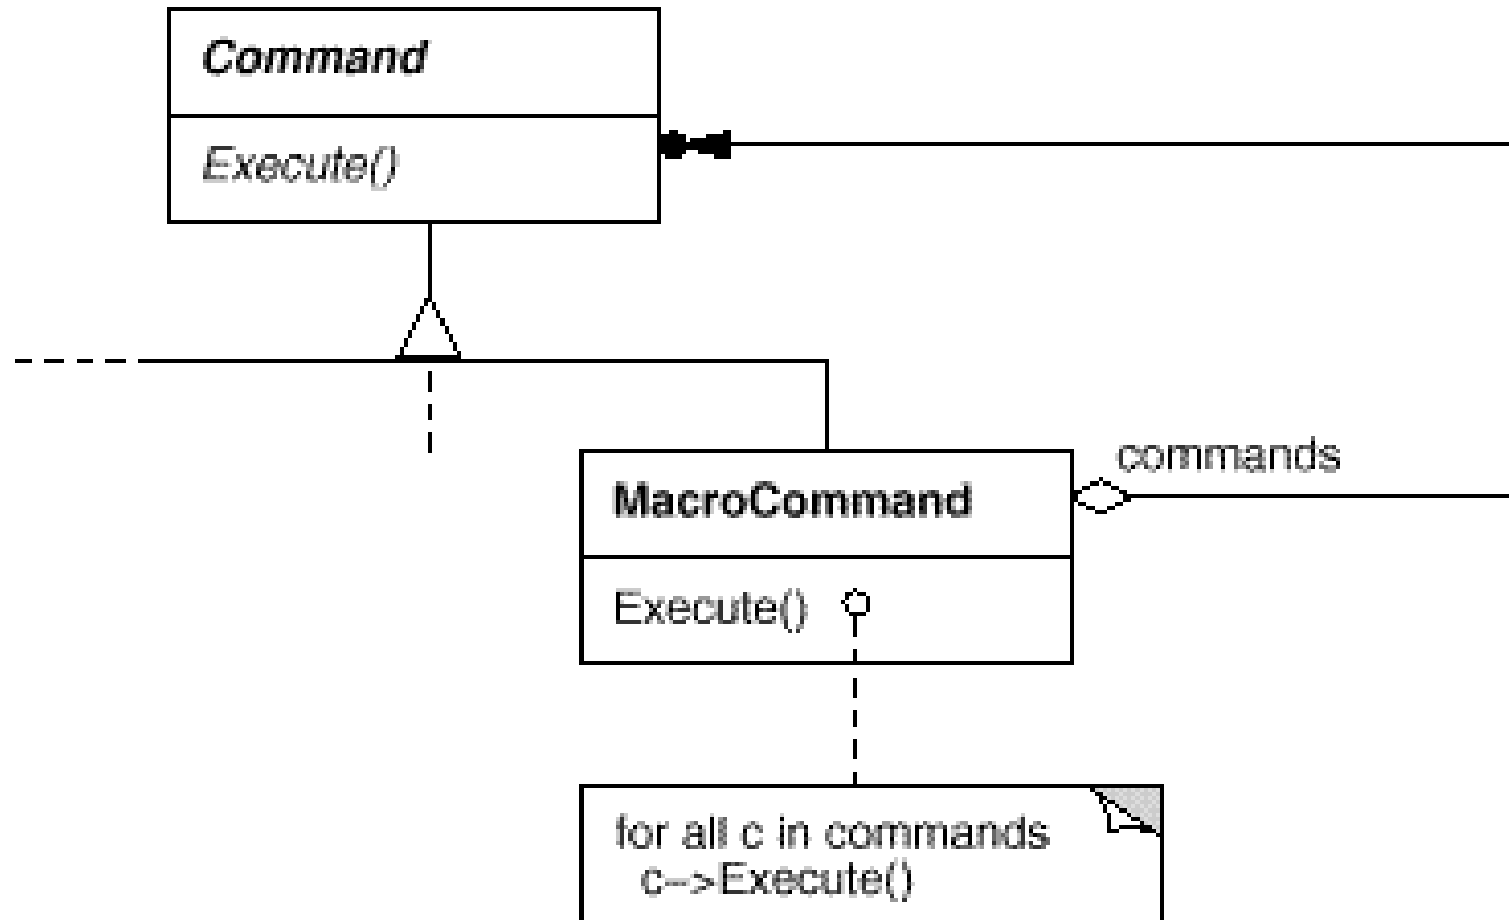 Command
Execute()
commands
MacroCommand
Execute()
for all c in commands
c-->Execute()